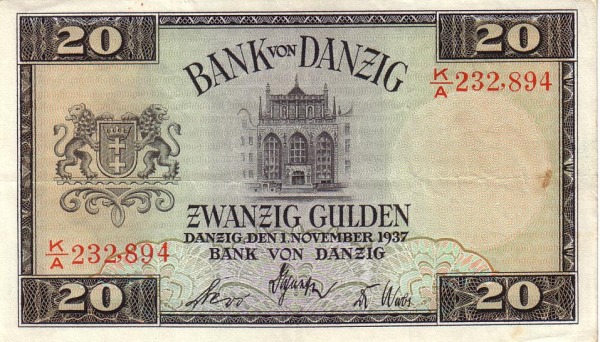 20 20
BANK VON DANZIG
K/A 232,894
ZWANZIG GULDEN
DANZIG, DEN 1. NOVEMBER 1937
K/A 232,894
BANK VON DANZIG
20 20